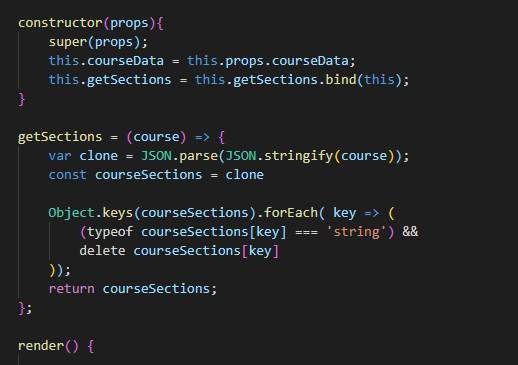 constructor(props){
super(props);
this.courseData = this.props.courseData;
this.getSections = this.getSections.bind(this);
}
getSections = (course) => {
var clone = JSON.parse(JSON.stringify(course));
const courseSections = clone
Object.keys(courseSections).forEach( key => (
(typeof courseSections[key] === 'string') &&
delete courseSections[key]
));
return courseSections;
};
render() {